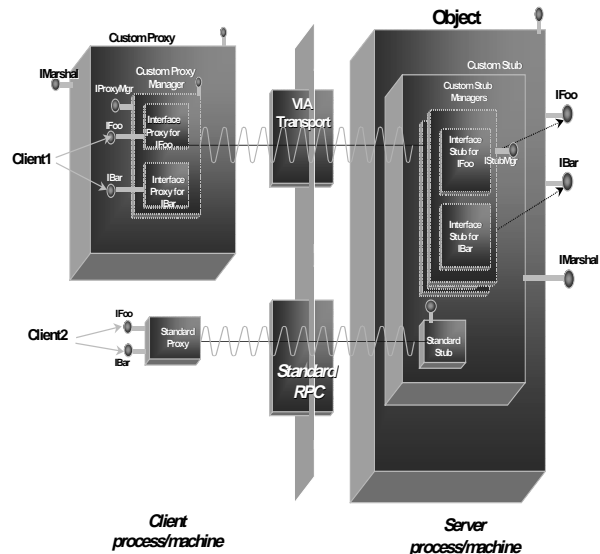 Object
Custom Proxy
Custom Stub
IMarshal
Custom Proxy
Manager
IProxyMgr
Custom Stub
Managers
IFoo
VIA
Transport
IFoo
Interface
Proxy for
IFoo
Interface
Stub for
IFoo
IStubMgr
Client1
IBar
IBar
Interface
Proxy for
IBar
Interface
Stub for
IBar
IMarshal
IFoo
Client2
Standard
Proxy
IBar
Standard
Stub
Standard
RPC
Client
process/machine
Server
process/machine